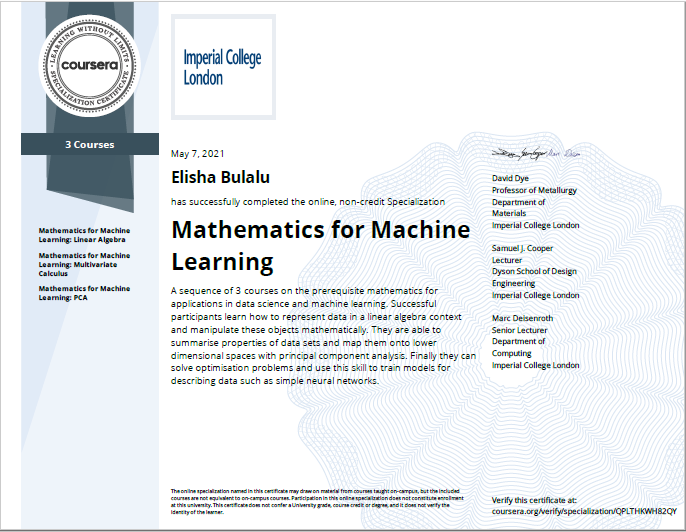 LEARNING WITHOUT LIMITS
coursera
SPECIALIZATION CERTIFICATE
3 Courses
Mathematics for Machine
Learning: Linear Algebra
Mathematics for Machine
Learning: Multivariate
Calculus
Mathematics for Machine
Learning: PCA
Imperial College
London
May 7, 2021
Elisha Bulalu
has successfully completed the online, non-credit Specialization
Mathematics for Machine
Learning
A sequence of 3 courses on the prerequisite mathematics for
applications in data science and machine learning. Successful
participants learn how to represent data in a linear algebra context
and manipulate these objects mathematically. They are able to
summarise properties of data sets and map them onto lower
dimensional spaces with principal component analysis. Finally they can
solve optimisation problems and use this skill to train models for
describing data such as simple neural networks.
David Dye
Professor of Metallurgy
Department of
Materials
Imperial College London
Samuel J. Cooper
Lecturer
Dyson School of Design
Engineering
Imperial College London
Marc Deisenroth
Senior Lecturer
Department of
Computing
Imperial College London
The online specialization named in this certificate may draw on material from courses taught on-campus, but the included
courses are not equivalent to on-campus courses. Participation in this online specialization does not constitute enrollment
at this university. This certificate does not confer a University grade, course credit or degree, and it does not verify the
identity of the learner.
Verify this certificate at:
coursera.org/verify/specialization/QPLTHKWH82QY